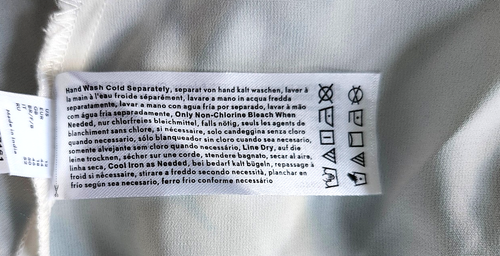 Hand Wash Cold Separately, separat von hand kalt waschen, laver à
la main à l'eau froide séparément, lavare a mano in acqua fredda
separatamente, lavar a mano con agua fría por separado, lavar à mão
com água fria separadamente, Only Non-Chlorine Bleach When
Needed, nur chlorfreies bleichmittel, falls nötig, seuls les agents de
blanchiment sans chlore, si nécessaire, solo candeggina senza cloro
quando necessario, sólo blanqueador sin cloro cuando sea necesario,
somente alvejante sem cloro quando necessário, Line Dry, auf die
leine trocknen, sécher sur une corde, stendere bagnato, secar al aire,
linha seca, Cool Iron as Needed, bei bedarf kalt bügeln, repassage à
froid si nécessaire, stirare a freddo secondo necessità, planchar en
frío según sea necesario, ferro frio conforme necessário
Made in India